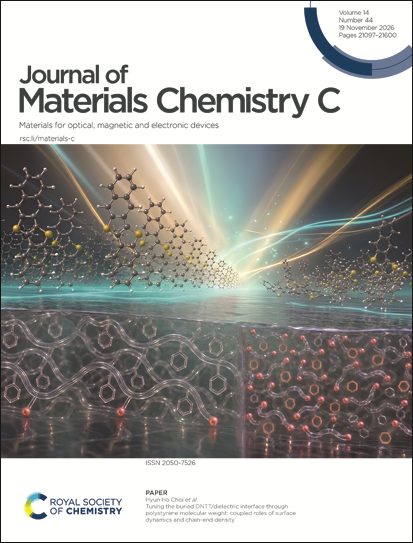 Volume 14
Number 44
19 November 2026
Pages 21097–21600
Journal of
Materials Chemistry C
Materials for optical, magnetic and electronic devices
rsc.li/materials-c
ISSN 2050-7526
ROYAL SOCIETY
OF CHEMISTRY
PAPER
Hyun Ho Choi et al.
Tuning the buried DNTT/dielectric interface through
polystyrene molecular weight: coupled roles of surface
dynamics and chain-end density